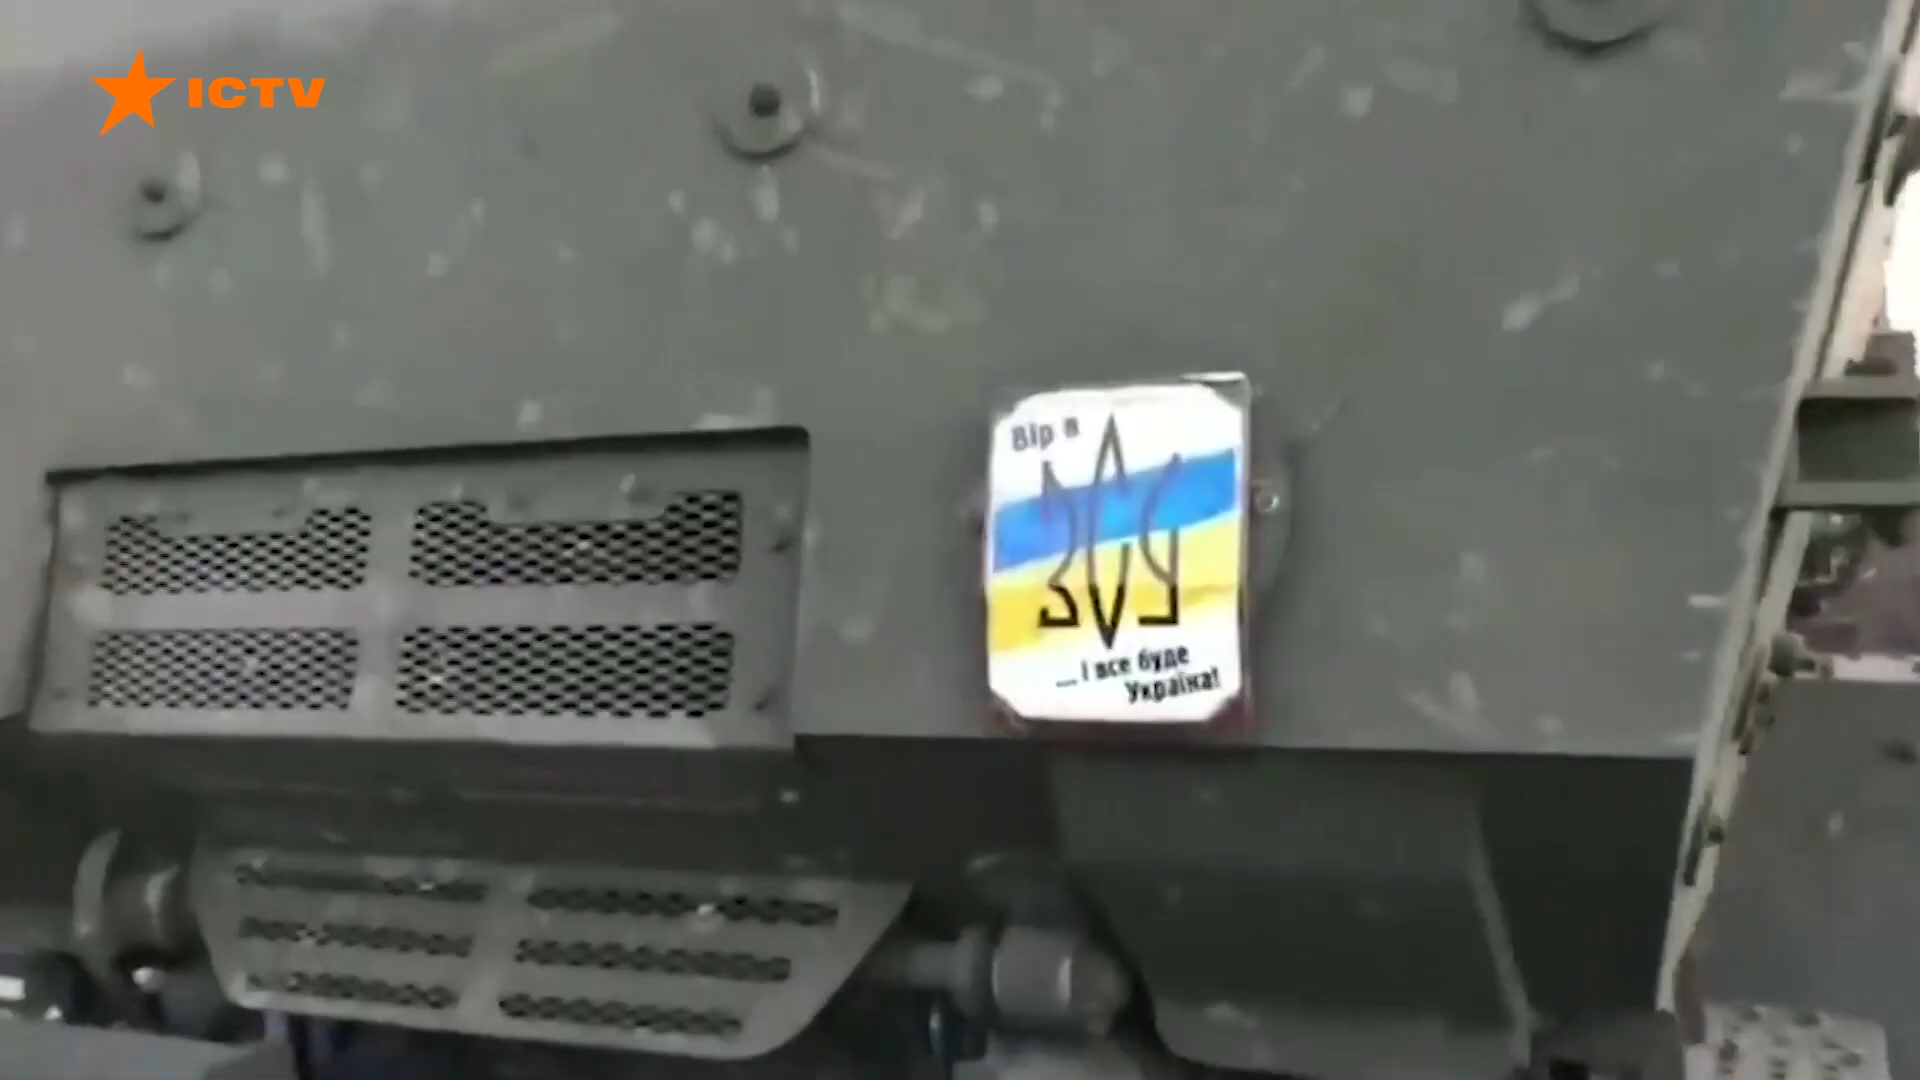 ICTV
Вір в
ЗСУ
... і все буде
Україна!